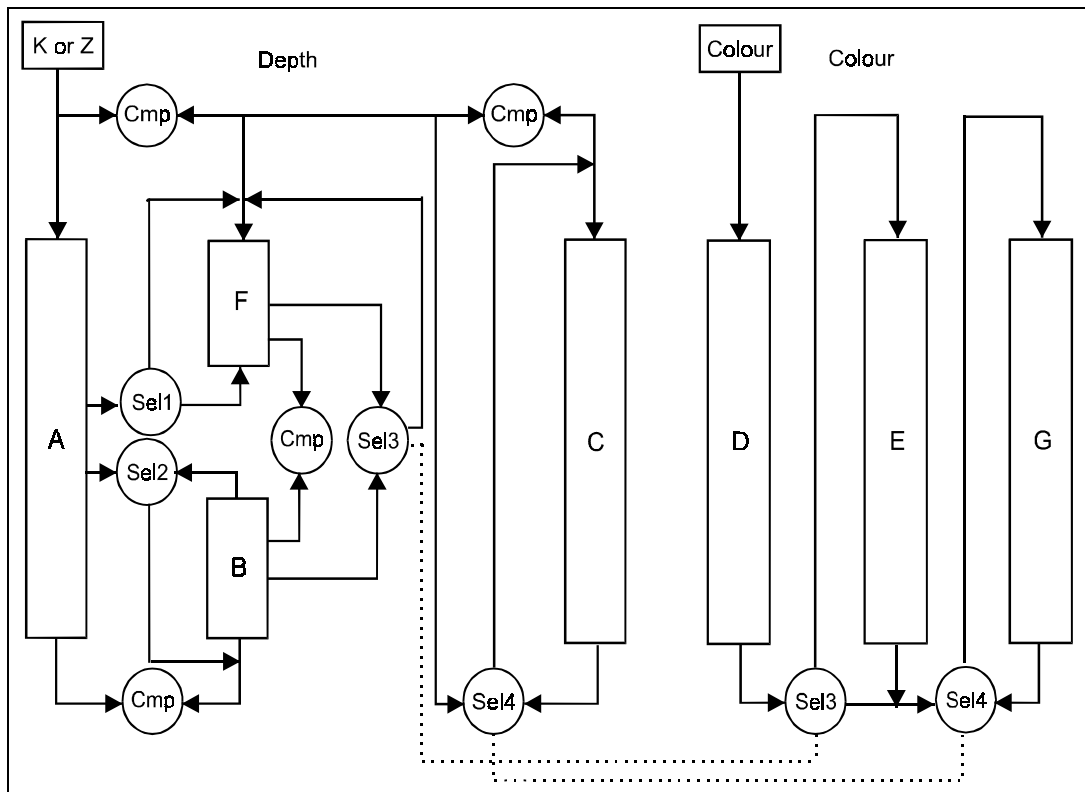 K or Z
Depth
Colour
Colour
Cmp
Cmp
F
Sel1
A
Cmp
Sel3
C
D
E
G
Sel2
B
Cmp
Sel4
Sel3
Sel4